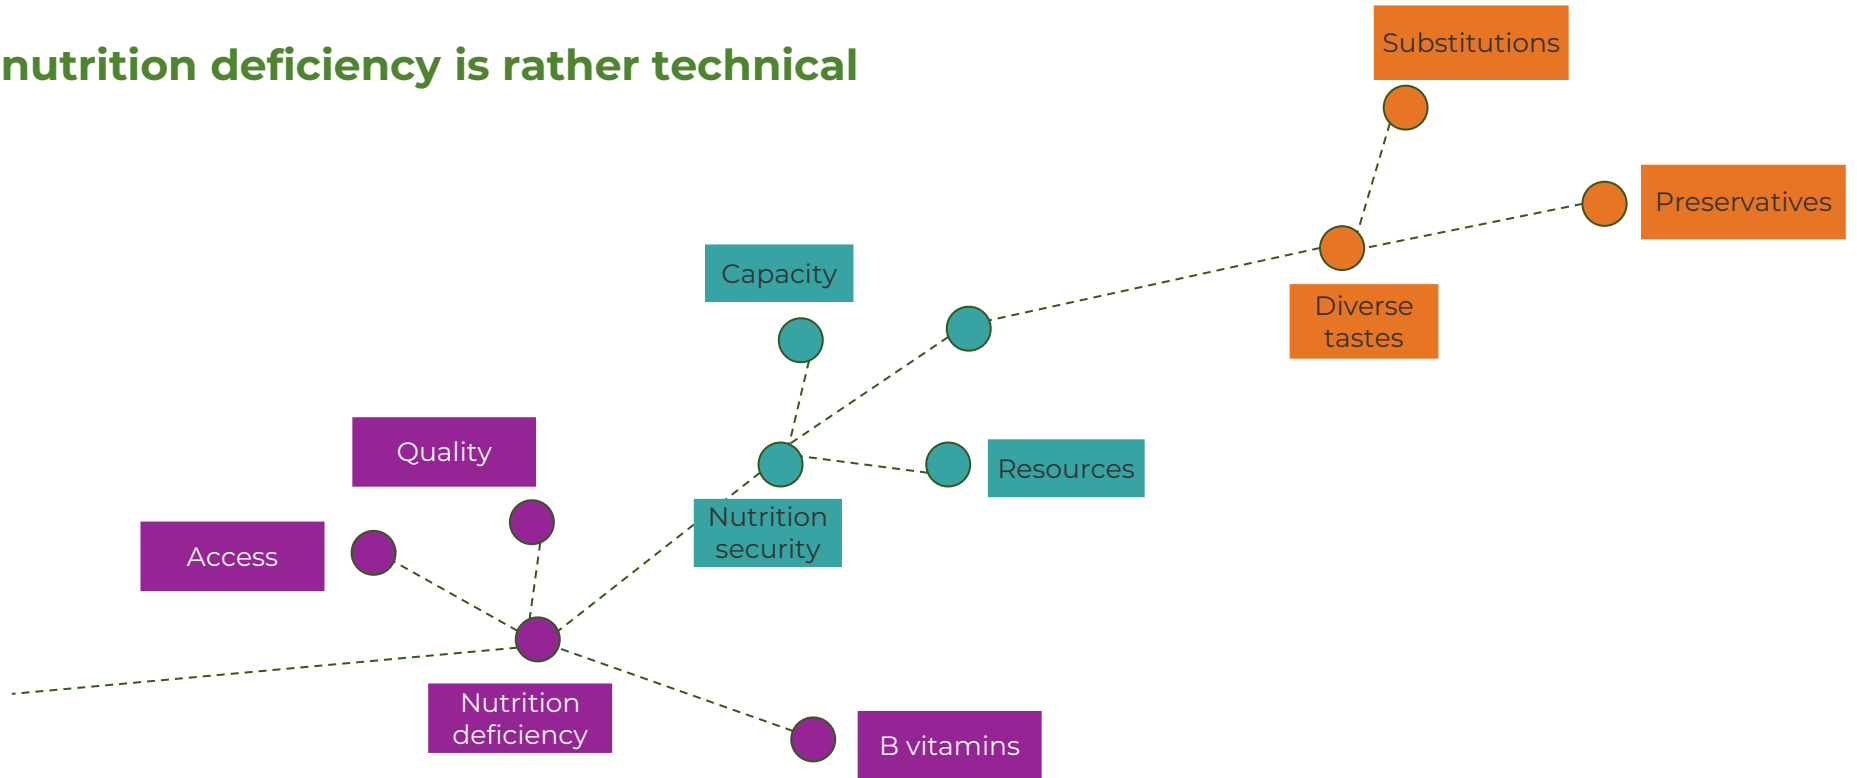 nutrition deficiency is rather technical
Substitutions
Preservatives
Capacity
Diverse
tastes
Quality
Resources
Nutrition
security
Access
Nutrition
deficiency
B vitamins